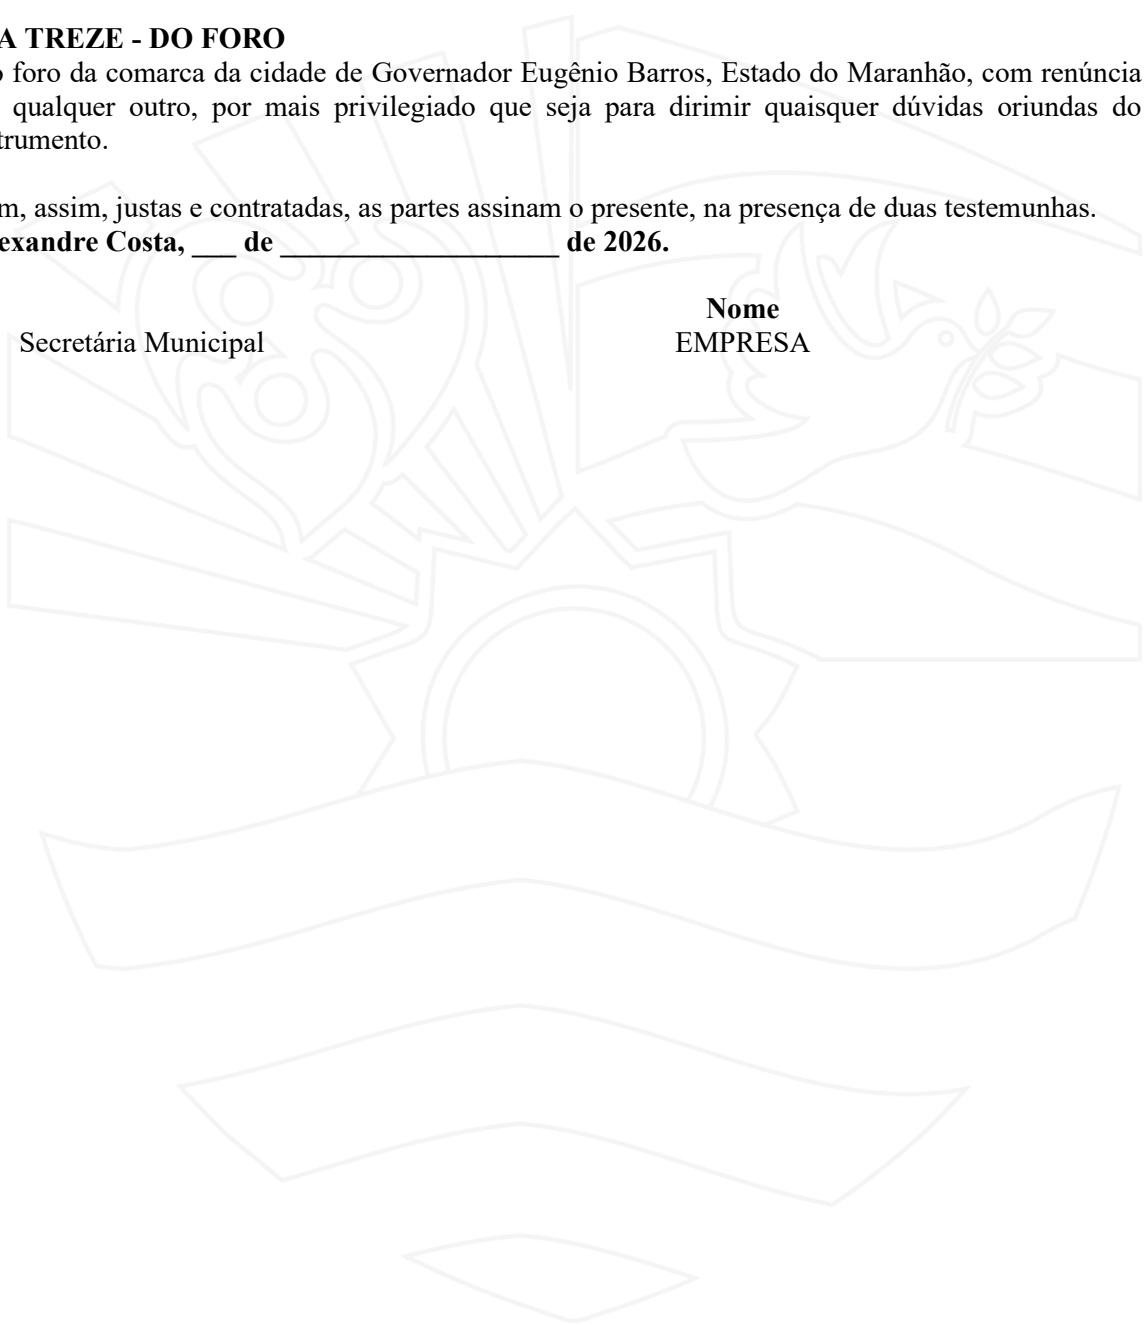 A TREZE - DO FORO
o foro da comarca da cidade de Governador Eugênio Barros, Estado do Maranhão, com renúncia
qualquer outro, por mais privilegiado que seja para dirimir quaisquer dúvidas oriundas do
trumento.
m, assim, justas e contratadas, as partes assinam o presente, na presença de duas testemunhas.
exandre Costa, ___ de ___________________ de 2026.
Nome
Secretária Municipal EMPRESA